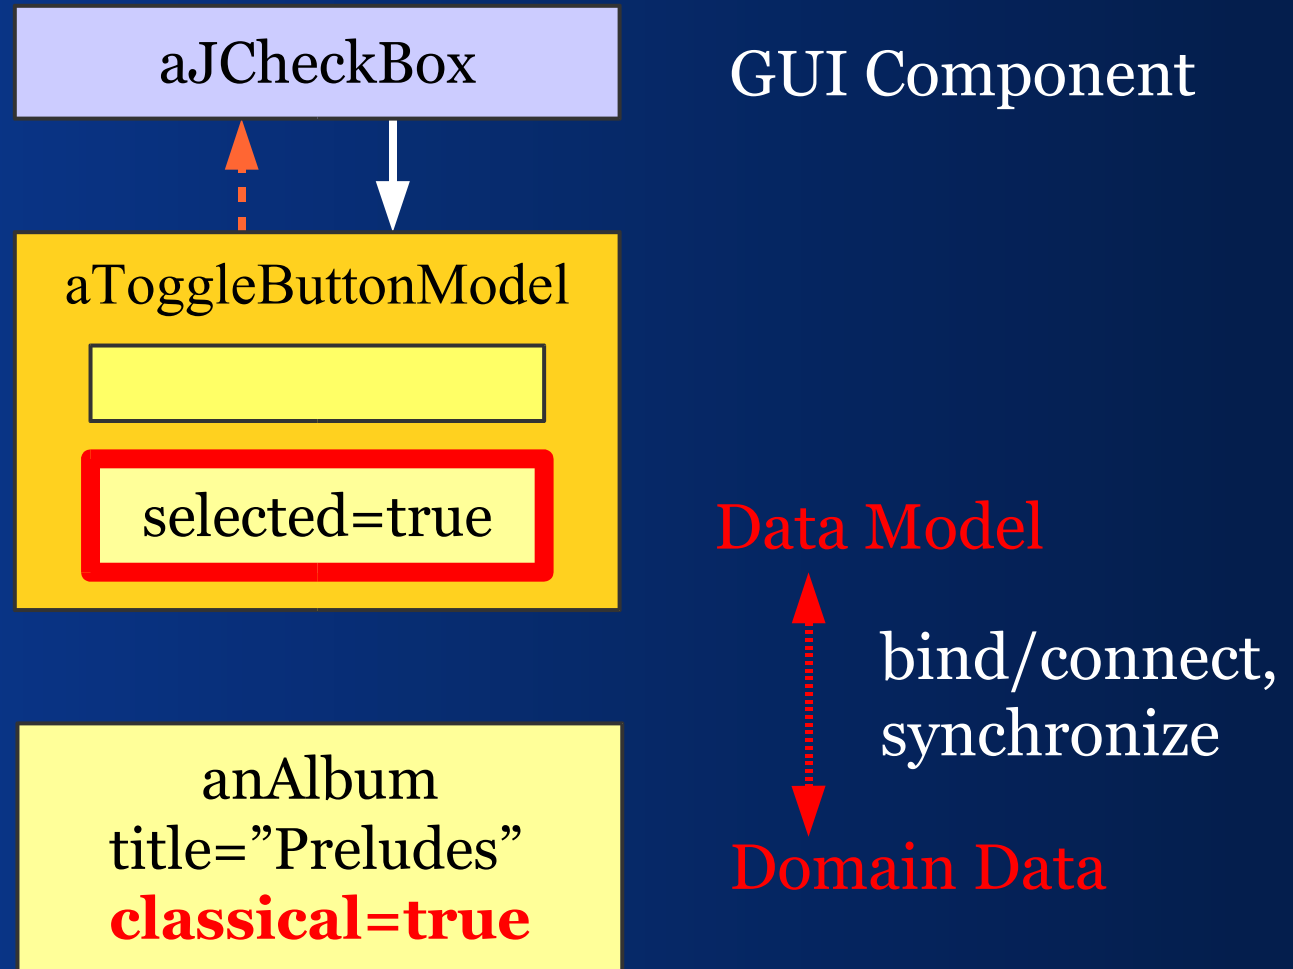 aJCheckBox
GUI Component
aToggleButtonModel
selected=true
Data Model
bind/connect,
synchronize
anAlbum
title=”Preludes”
classical=true
Domain Data